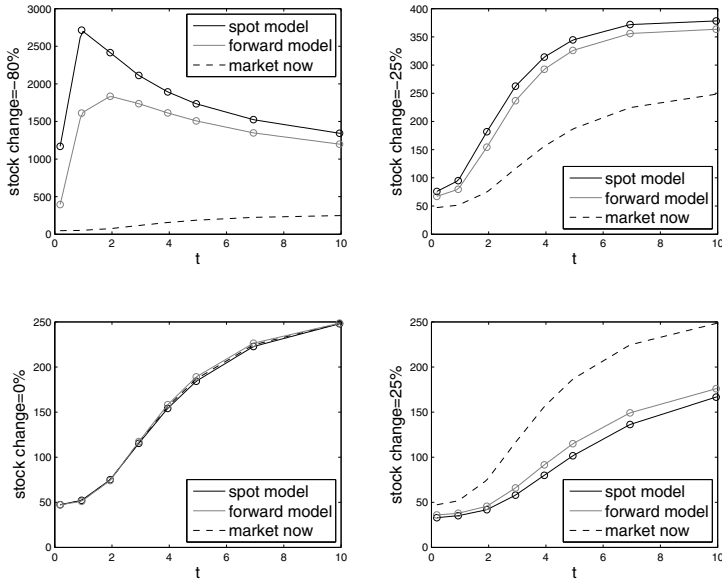 3000
2500
2000
1500
1000
500
0
stock change=−80%
spot model
forward model
market now
0
2
4
6
8
10
t
400
350
300
250
200
150
100
50
0
stock change=−25%
spot model
forward model
market now
0
2
4
6
8
10
t
250
200
150
100
50
0
stock change=0%
spot model
forward model
market now
0
2
4
6
8
10
t
250
200
150
100
50
0
stock change=25%
spot model
forward model
market now
0
2
4
6
8
10
t